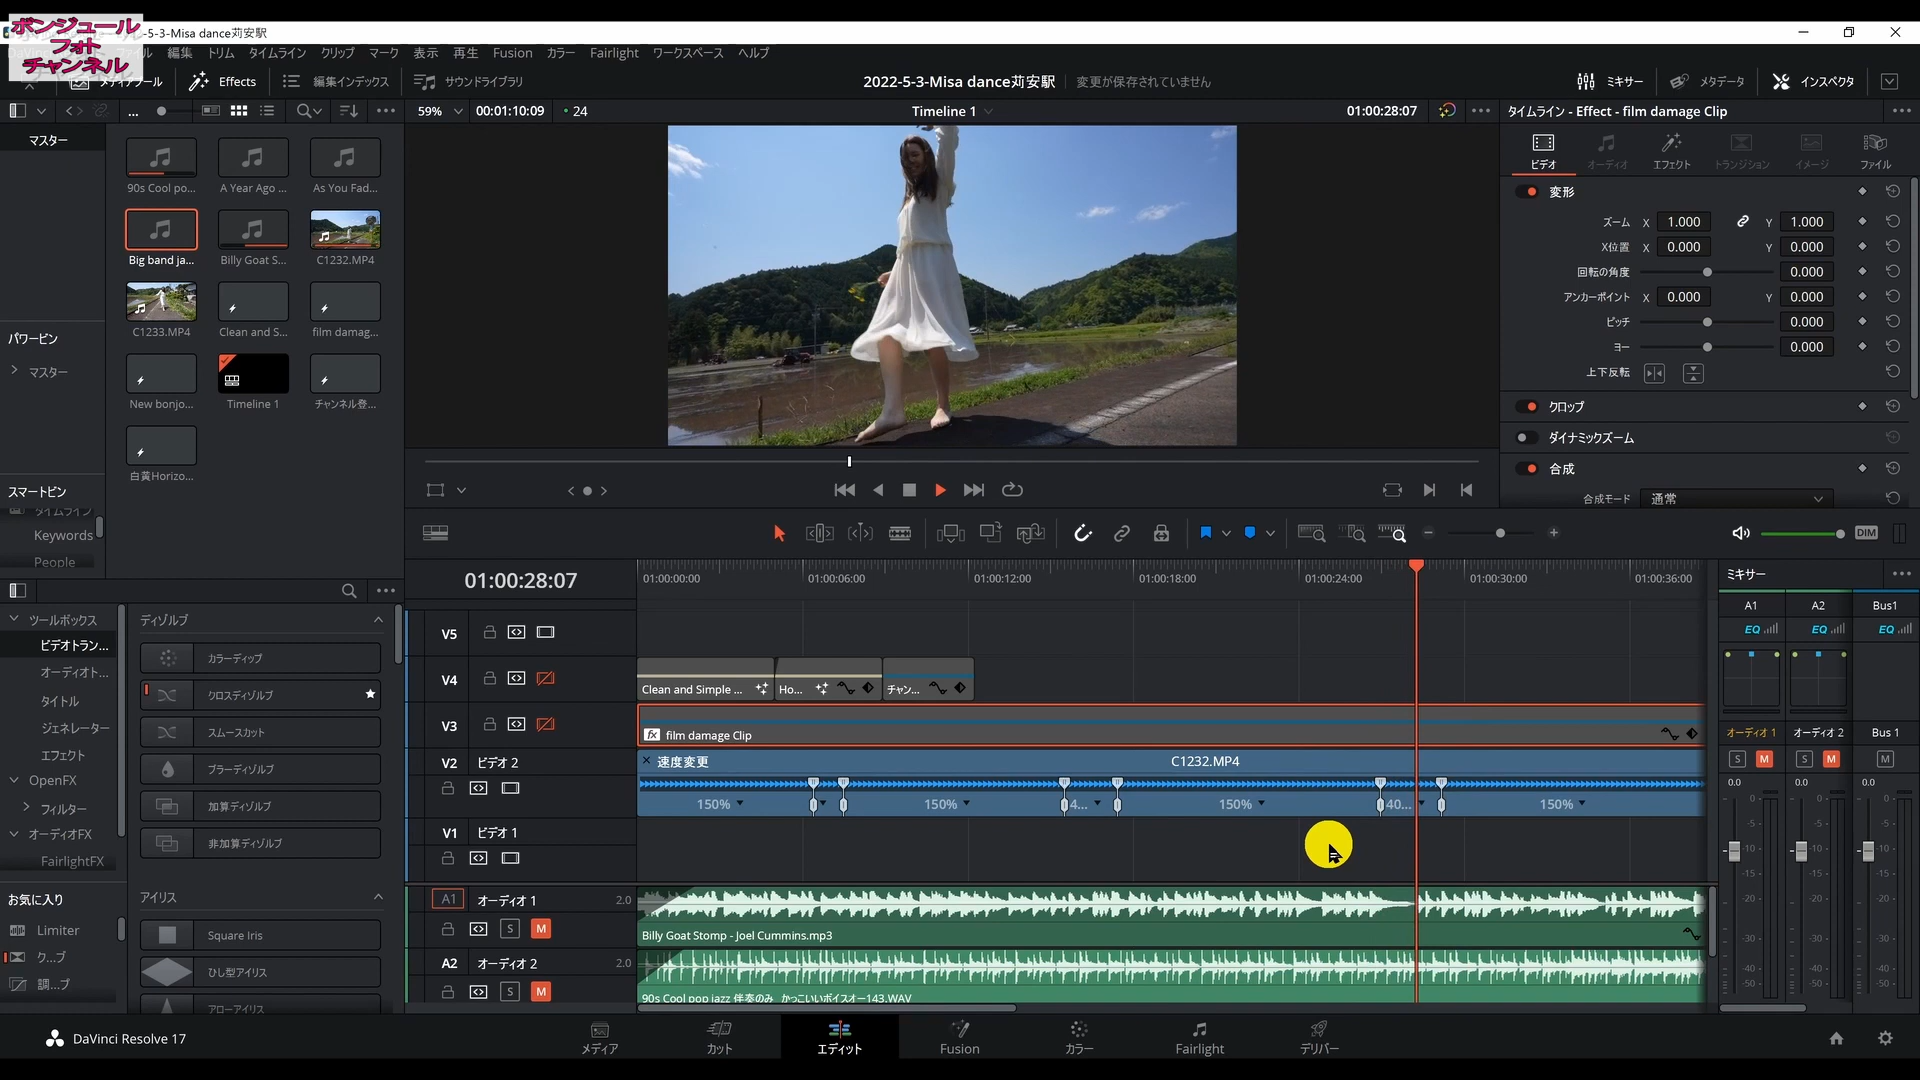 ボンジュール
フォト
チャンネル
-5-3-Misa dance苅安駅
編集 トリム タイムライン クリップ マーク 表示 再生 Fusion カラー Fairlight ワークスペース ヘルプ
メディアプール Effects 編集インデックス サウンドライブラリ
2022-5-3-Misa dance苅安駅 変更が保存されていません
ミキサー メタデータ インスペクタ
59% 00:01:10:09 24 Timeline 1 01:00:28:07
タイムライン - Effect - film damage Clip
マスター
90s Cool po... A Year Ago ... As You Fad...
Big band ja... Billy Goat S... C1232.MP4
C1233.MP4 Clean and S... film damag...
New bonjo... Timeline 1 チャンネル登...
白黄Horizo...
パワービン
マスター
スマートビン
タイムライン
Keywords
People
ビデオ オーディオ エフェクト トランジション イメージ ファイル
変形
ズーム X 1.000 Y 1.000
X位置 X 0.000 Y 0.000
回転の角度 0.000
アンカーポイント X 0.000 Y 0.000
ピッチ 0.000
ヨー 0.000
上下反転
クロップ
ダイナミックズーム
合成
合成モード 通常
DIM
ツールボックス
ビデオトラン...
オーディオト...
タイトル
ジェネレーター
エフェクト
OpenFX
フィルター
オーディオFX
FairlightFX
お気に入り
Limiter
ク...ブ
調...ブ
ディゾルブ
カラーディップ
クロスディゾルブ
スムースカット
ブラーディゾルブ
加算ディゾルブ
非加算ディゾルブ
アイリス
Square Iris
ひし型アイリス
アローアイリス
01:00:28:07
01:00:00:00 01:00:06:00 01:00:12:00 01:00:18:00 01:00:24:00 01:00:30:00 01:00:36:00
V5
V4 Clean and Simple ... Ho... チャン...
V3 fx film damage Clip
V2 ビデオ 2 速度変更 C1232.MP4
150% 150% 4... 150% 40... 150%
V1 ビデオ 1
A1 オーディオ 1 2.0
S M
Billy Goat Stomp - Joel Cummins.mp3
A2 オーディオ 2 2.0
S M
90s Cool pop jazz 伴奏のみ かっこいいボイスオー143.WAV
ミキサー
A1 A2 Bus1
EQ EQ EQ
オーディオ 1 オーディオ 2 Bus 1
S M S M M
0.0 0.0 0.0
0 0 0
-5 -5 -5
-10 -10 -10
-15 -15 -15
-20 -20 -20
-30 -30 -30
-40 -40 -40
-50 -50 -50
DaVinci Resolve 17
メディア カット エディット Fusion カラー Fairlight デリバー